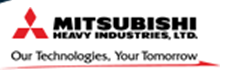 MITSUBISHI
HEAVY INDUSTRIES, LTD.
Our Technologies, Your Tomorrow